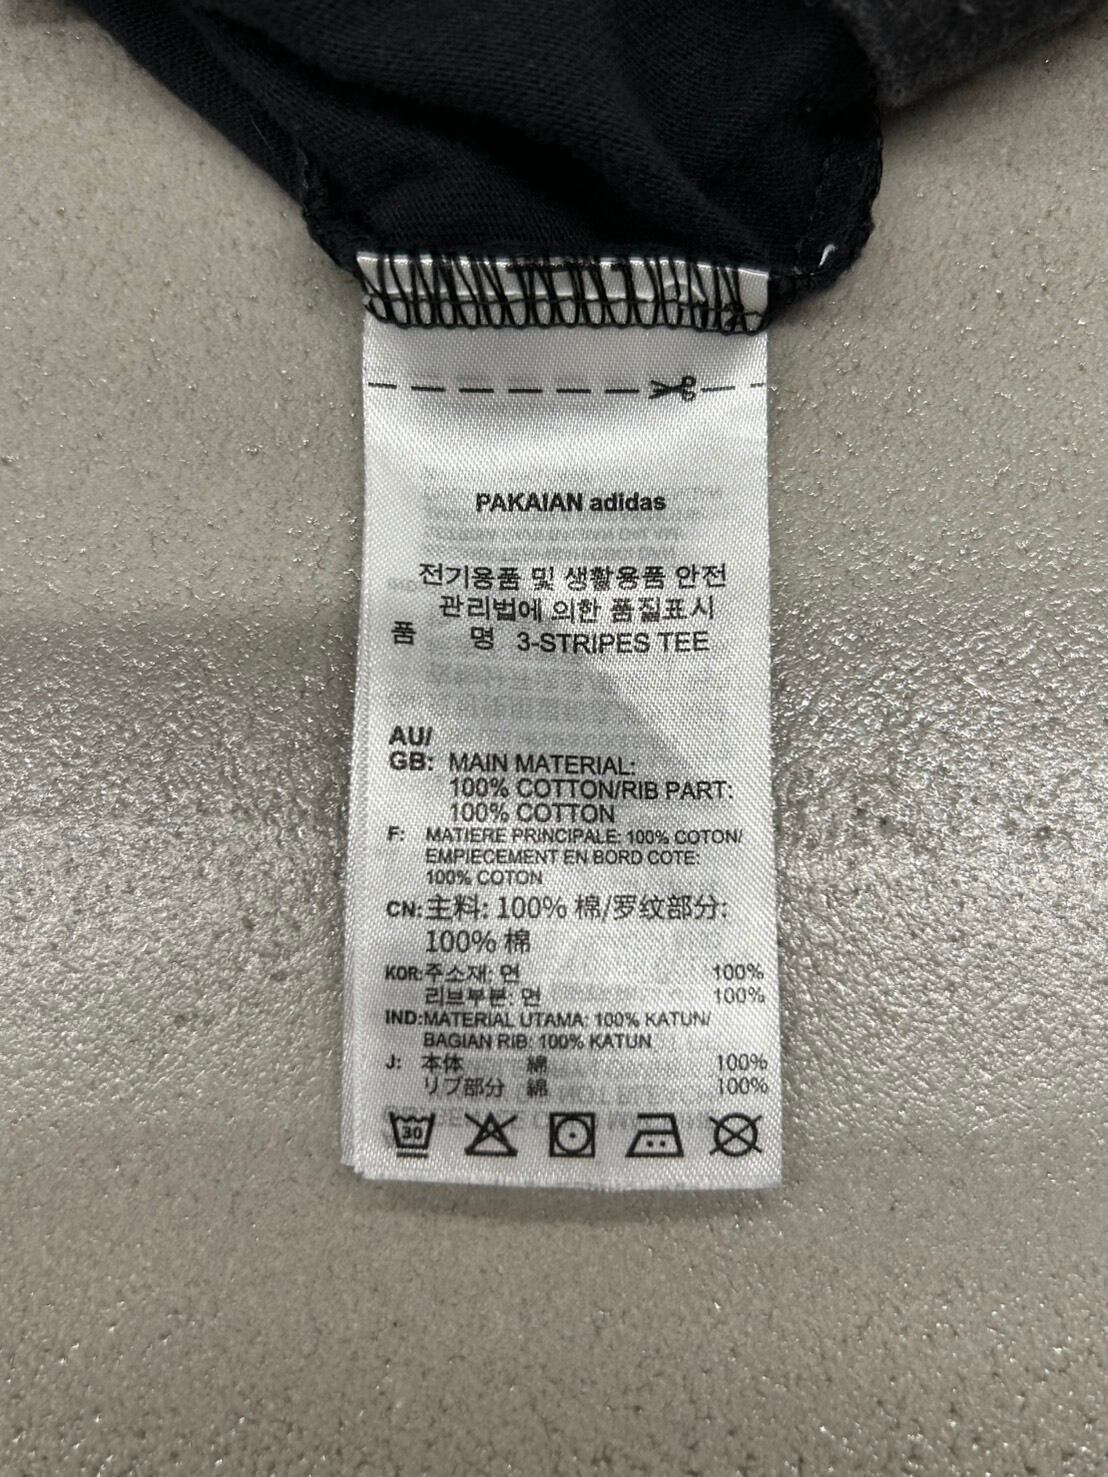 PAKAIAN adidas
전기용품 및 생활용품 안전
관리법에 의한 품질표시
품 명 3-STRIPES TEE
AU/
GB: MAIN MATERIAL:
100% COTTON/RIB PART:
100% COTTON
F: MATIERE PRINCIPALE: 100% COTON/
EMPIECEMENT EN BORD COTE:
100% COTON
CN: 主料: 100% 棉/罗纹部分:
100% 棉
KOR: 주소재: 면 100%
리브부분: 면 100%
IND: MATERIAL UTAMA: 100% KATUN/
BAGIAN RIB: 100% KATUN
J: 本体 綿 100%
リブ部分 綿 100%
30